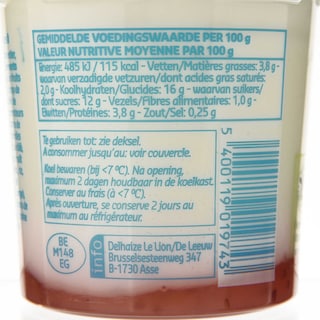 GEMIDDELDE VOEDINGSWAARDE PER 100 g
VALEUR NUTRITIVE MOYENNE PAR 100 g
Energie: 485 kJ / 115 kcal - Vetten/Matières grasses: 3,8 g -
waarvan verzadigde vetzuren/dont acides gras saturés:
2,0 g - Koolhydraten/Glucides: 16 g - waarvan suikers/
dont sucres: 12 g - Vezels/Fibres alimentaires: 1,0 g -
Eiwitten/Protéines: 3,8 g - Zout/Sel: 0,25 g
Te gebruiken tot: zie deksel.
A consommer jusqu'au: voir couvercle.
Koel bewaren (bij <7 °C). Na opening,
maximum 2 dagen houdbaar in de koelkast.
Conserver au frais (à <7 °C).
Après ouverture, se conserve 2 jours au
maximum au réfrigérateur.
BE
M148
EG
info
Delhaize Le Lion/De Leeuw
Brusselsesteenweg 347
B-1730 Asse
5400119019743